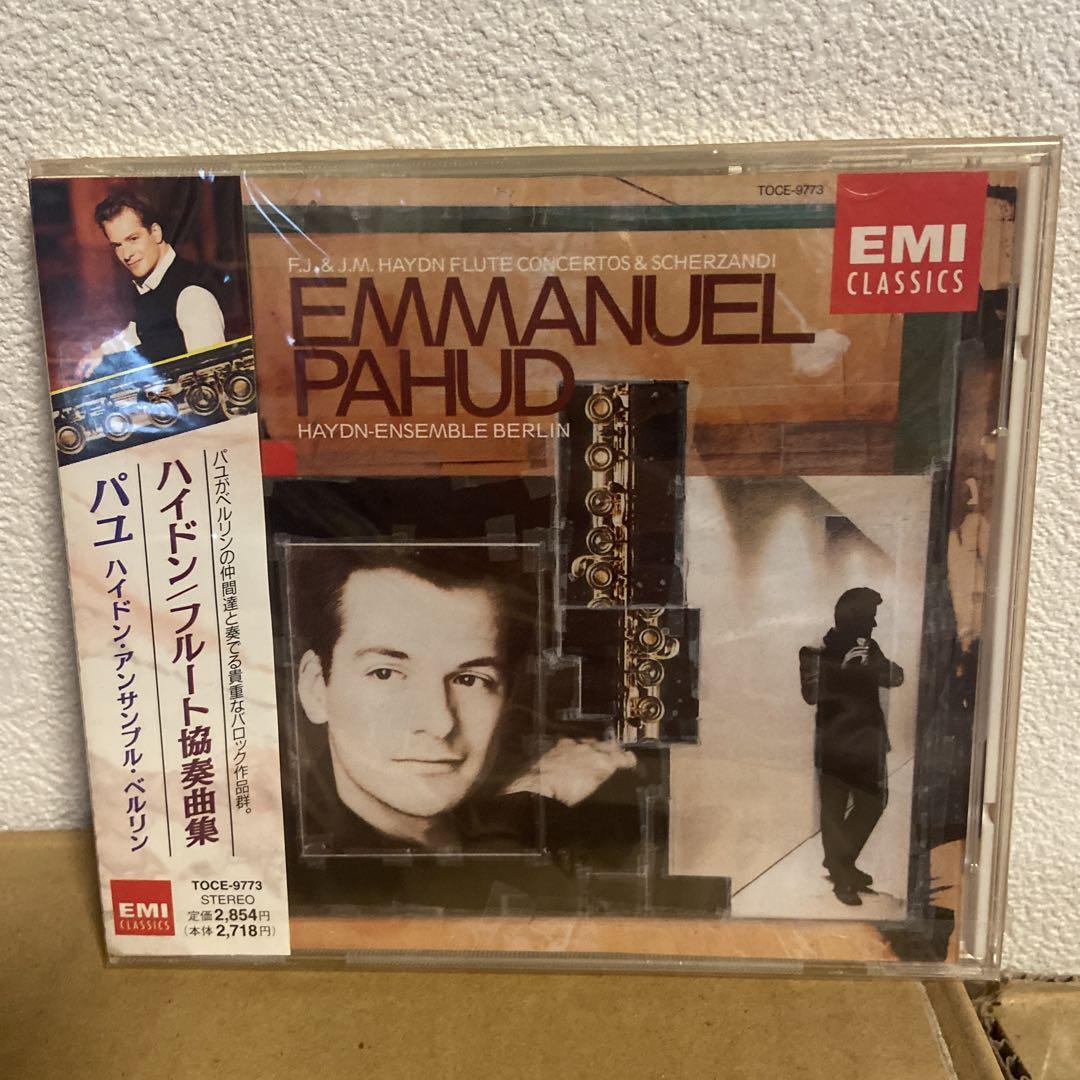 TOCE-9773
EMI
CLASSICS
F.J. & J.M. HAYDN FLUTE CONCERTOS & SCHERZANDI
EMMANUEL
PAHUD
HAYDN-ENSEMBLE BERLIN
パユがベルリンの仲間達と奏でる貴重なバロック作品群。
ハイドン/フルート協奏曲集
パユ ハイドン・アンサンブル・ベルリン
EMI
CLASSICS
TOCE-9773
STEREO
定価2,854円
(本体2,718円)